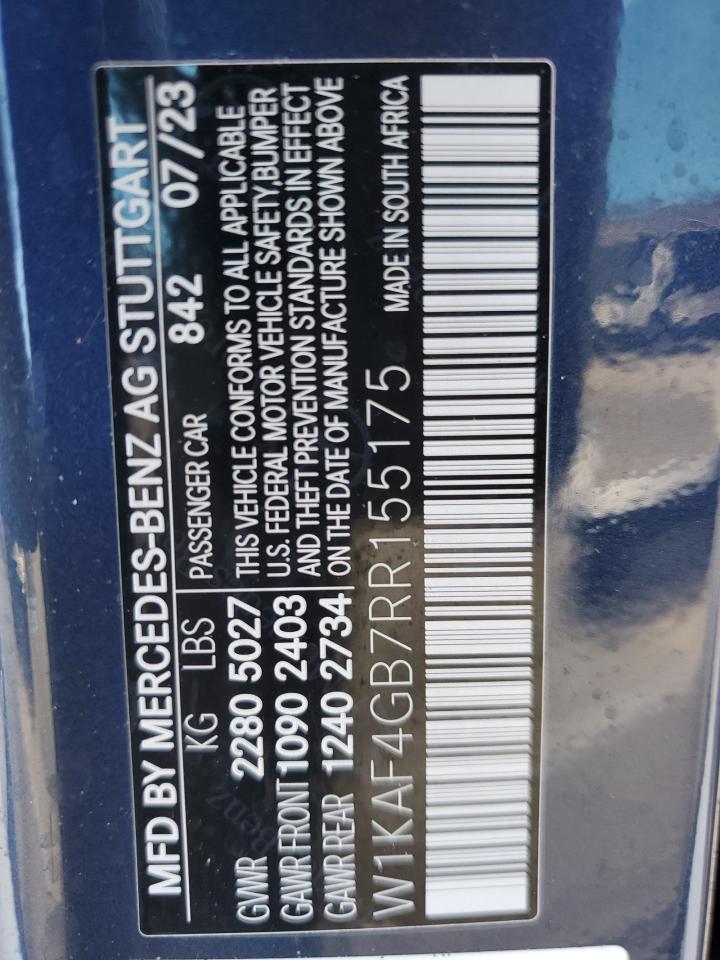 MFD BY MERCEDES-BENZ AG STUTTGART
KG LBS PASSENGER CAR 842 07/23
GWR 2280 5027 THIS VEHICLE CONFORMS TO ALL APPLICABLE
GAWR FRONT 1090 2403 U.S. FEDERAL MOTOR VEHICLE SAFETY,BUMPER
GAWR REAR 1240 2734 AND THEFT PREVENTION STANDARDS IN EFFECT
ON THE DATE OF MANUFACTURE SHOWN ABOVE
W1KAF4GB7RR155175 MADE IN SOUTH AFRICA